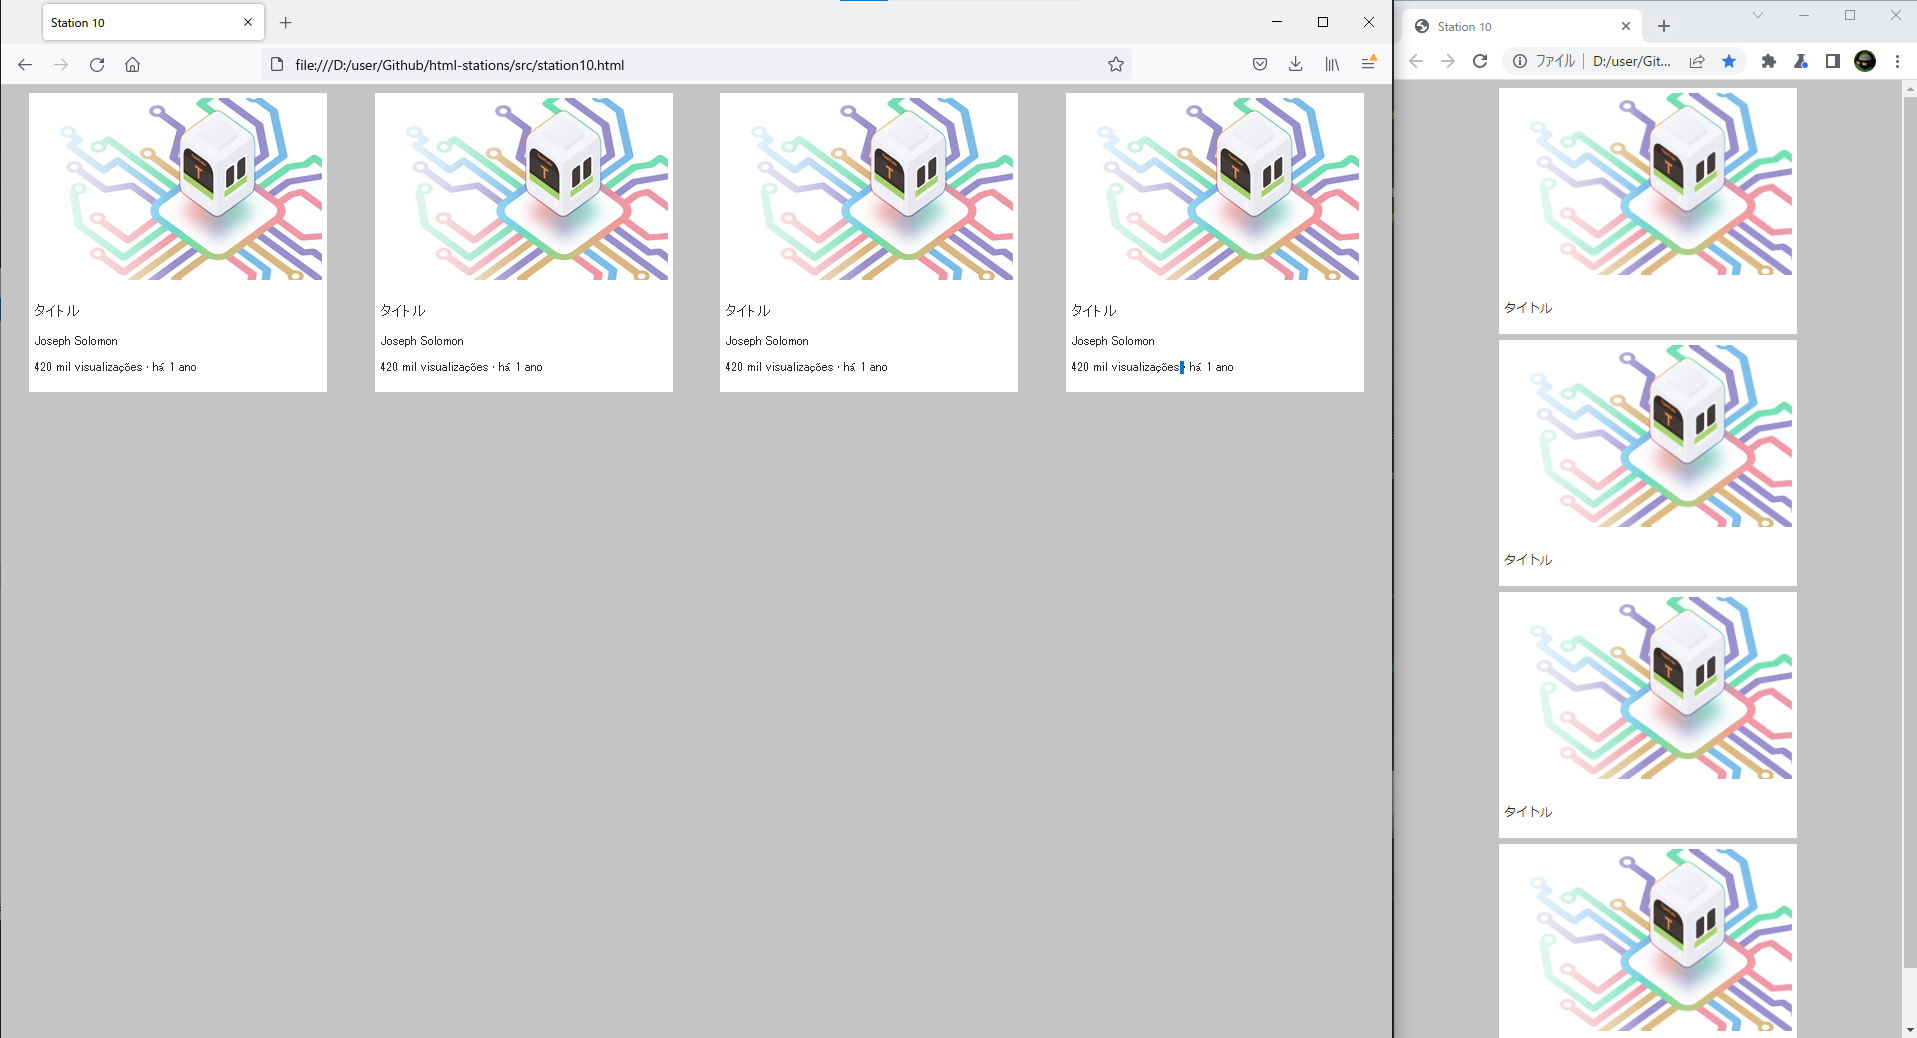 Station 10
file:///D:/user/Github/html-stations/src/station10.html
タイトル
Joseph Solomon
420 mil visualizações · há 1 ano
タイトル
Joseph Solomon
420 mil visualizações · há 1 ano
タイトル
Joseph Solomon
420 mil visualizações · há 1 ano
タイトル
Joseph Solomon
420 mil visualizações · há 1 ano
Station 10
ファイル D:/user/Git...
タイトル
タイトル
タイトル